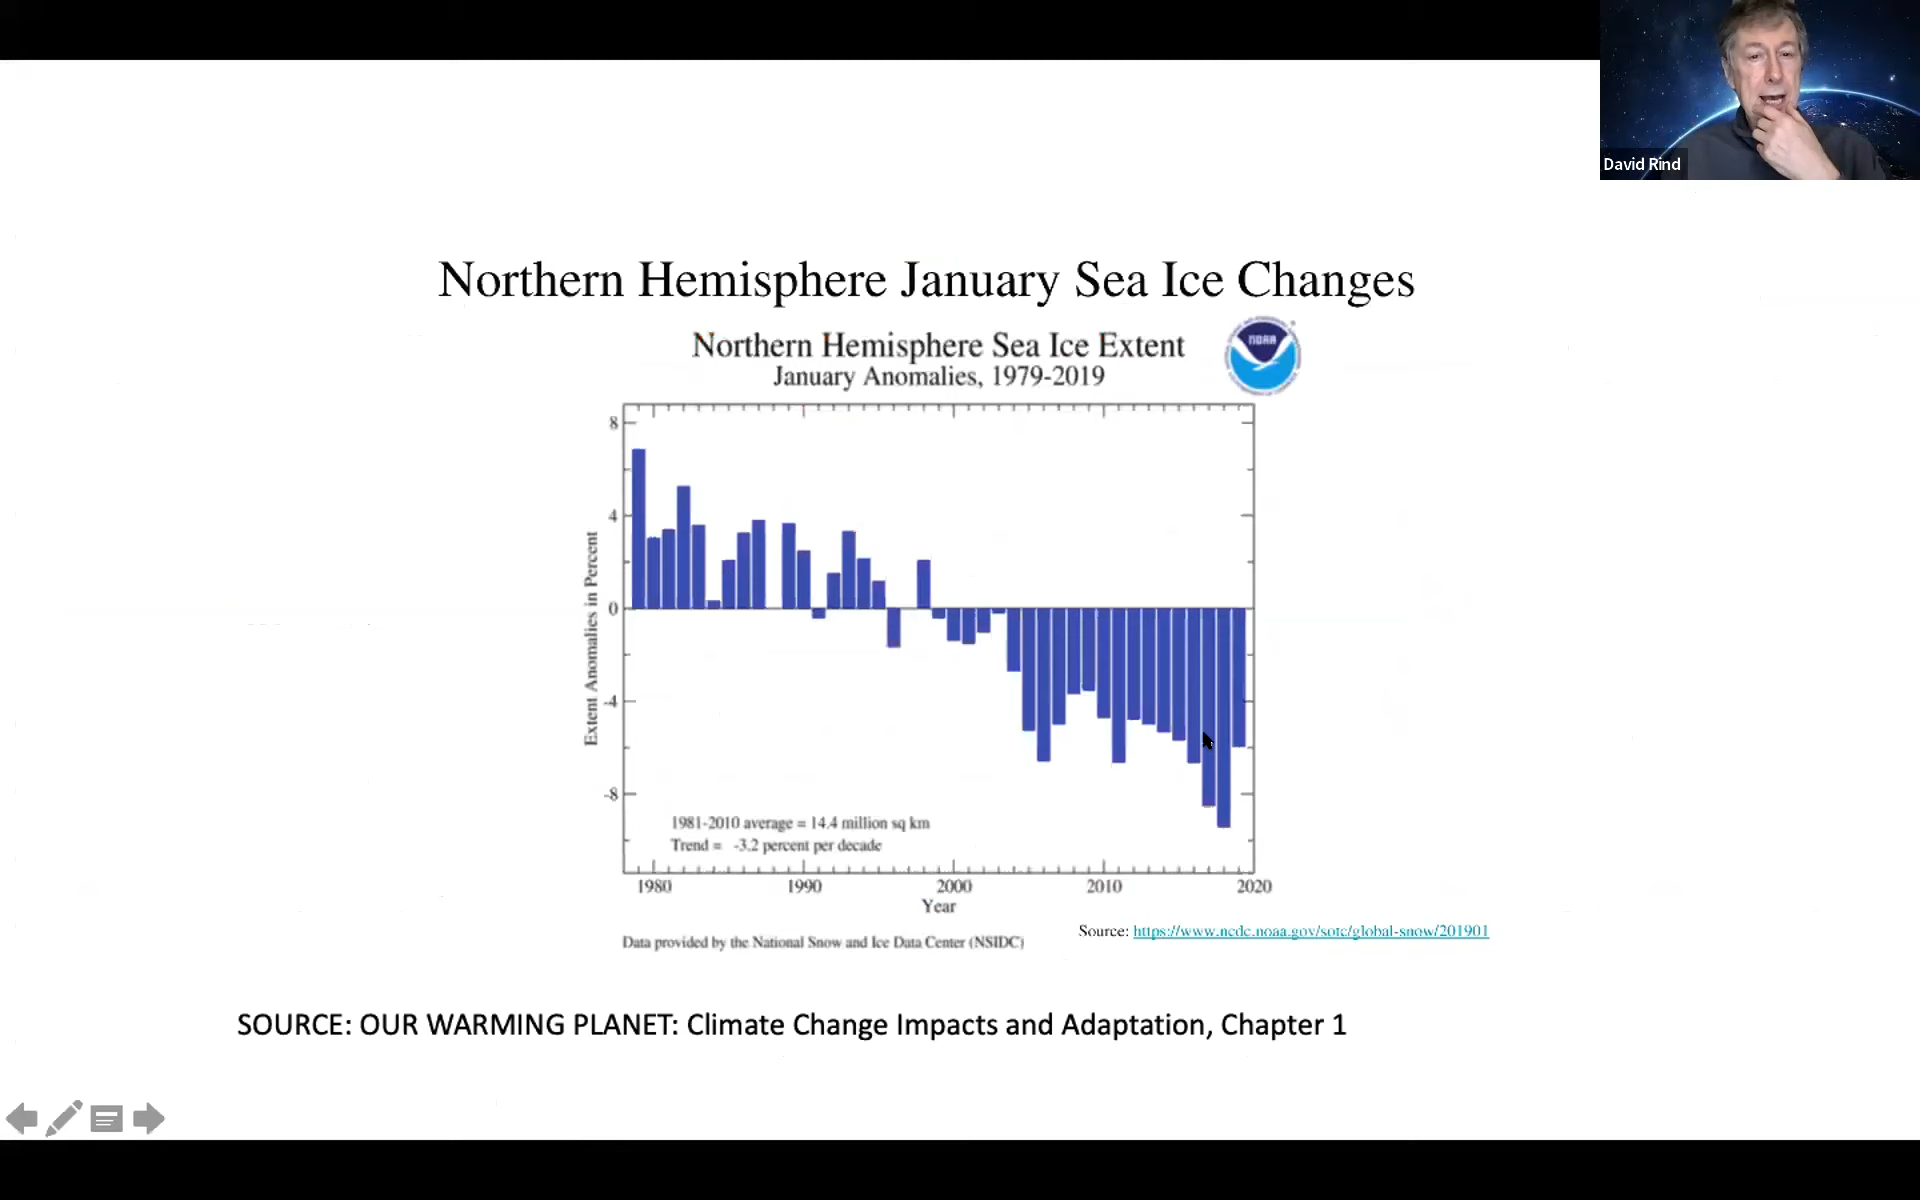 David Rind
Northern Hemisphere January Sea Ice Changes
Northern Hemisphere Sea Ice Extent
January Anomalies, 1979-2019
NOAA
8
4
0
-4
-8
Extent Anomalies in Percent
1981-2010 average = 14.4 million sq km
Trend = -3.2 percent per decade
1980 1990 2000 2010 2020
Year
Data provided by the National Snow and Ice Data Center (NSIDC)
Source: https://www.ncdc.noaa.gov/sotc/global-snow/201901
SOURCE: OUR WARMING PLANET: Climate Change Impacts and Adaptation, Chapter 1